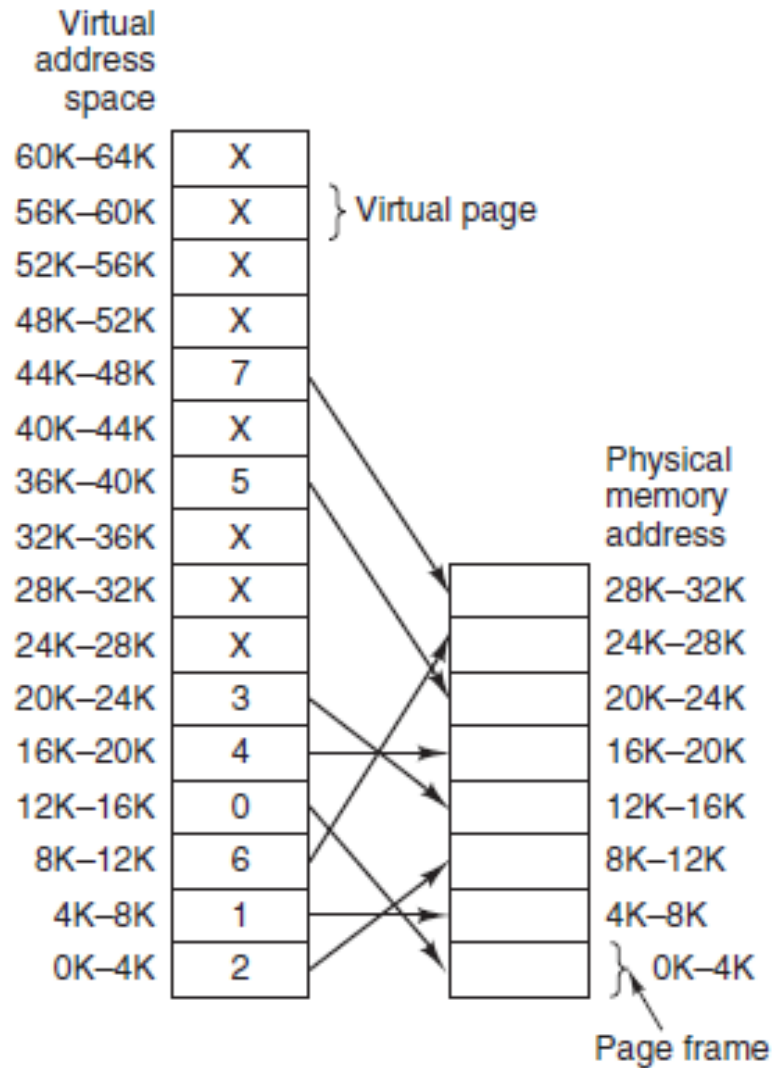 Virtual
address
space
60K–64K X
56K–60K X Virtual page
52K–56K X
48K–52K X
44K–48K 7
40K–44K X
36K–40K 5
32K–36K X
28K–32K X
24K–28K X
20K–24K 3
16K–20K 4
12K–16K 0
8K–12K 6
4K–8K 1
0K–4K 2
Physical
memory
address
28K–32K
24K–28K
20K–24K
16K–20K
12K–16K
8K–12K
4K–8K
0K–4K
Page frame